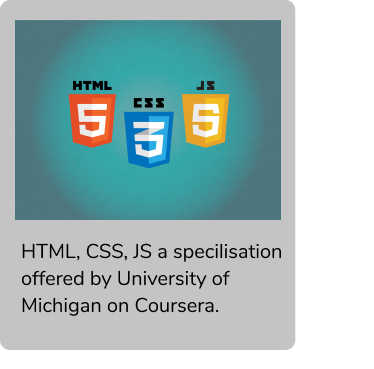 HTML
CSS
JS
5
3
5
HTML, CSS, JS a specilisation
offered by University of
Michigan on Coursera.